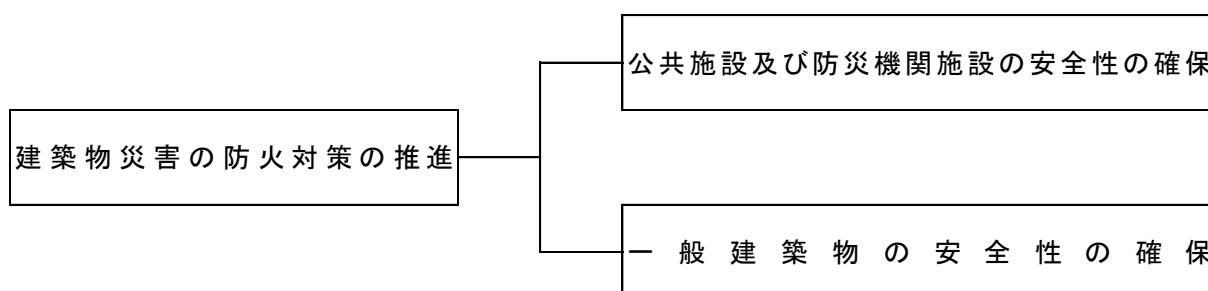 公共施設及び防災機関施設の安全性の確保
建築物災害の防火対策の推進
一般建築物の安全性の確保